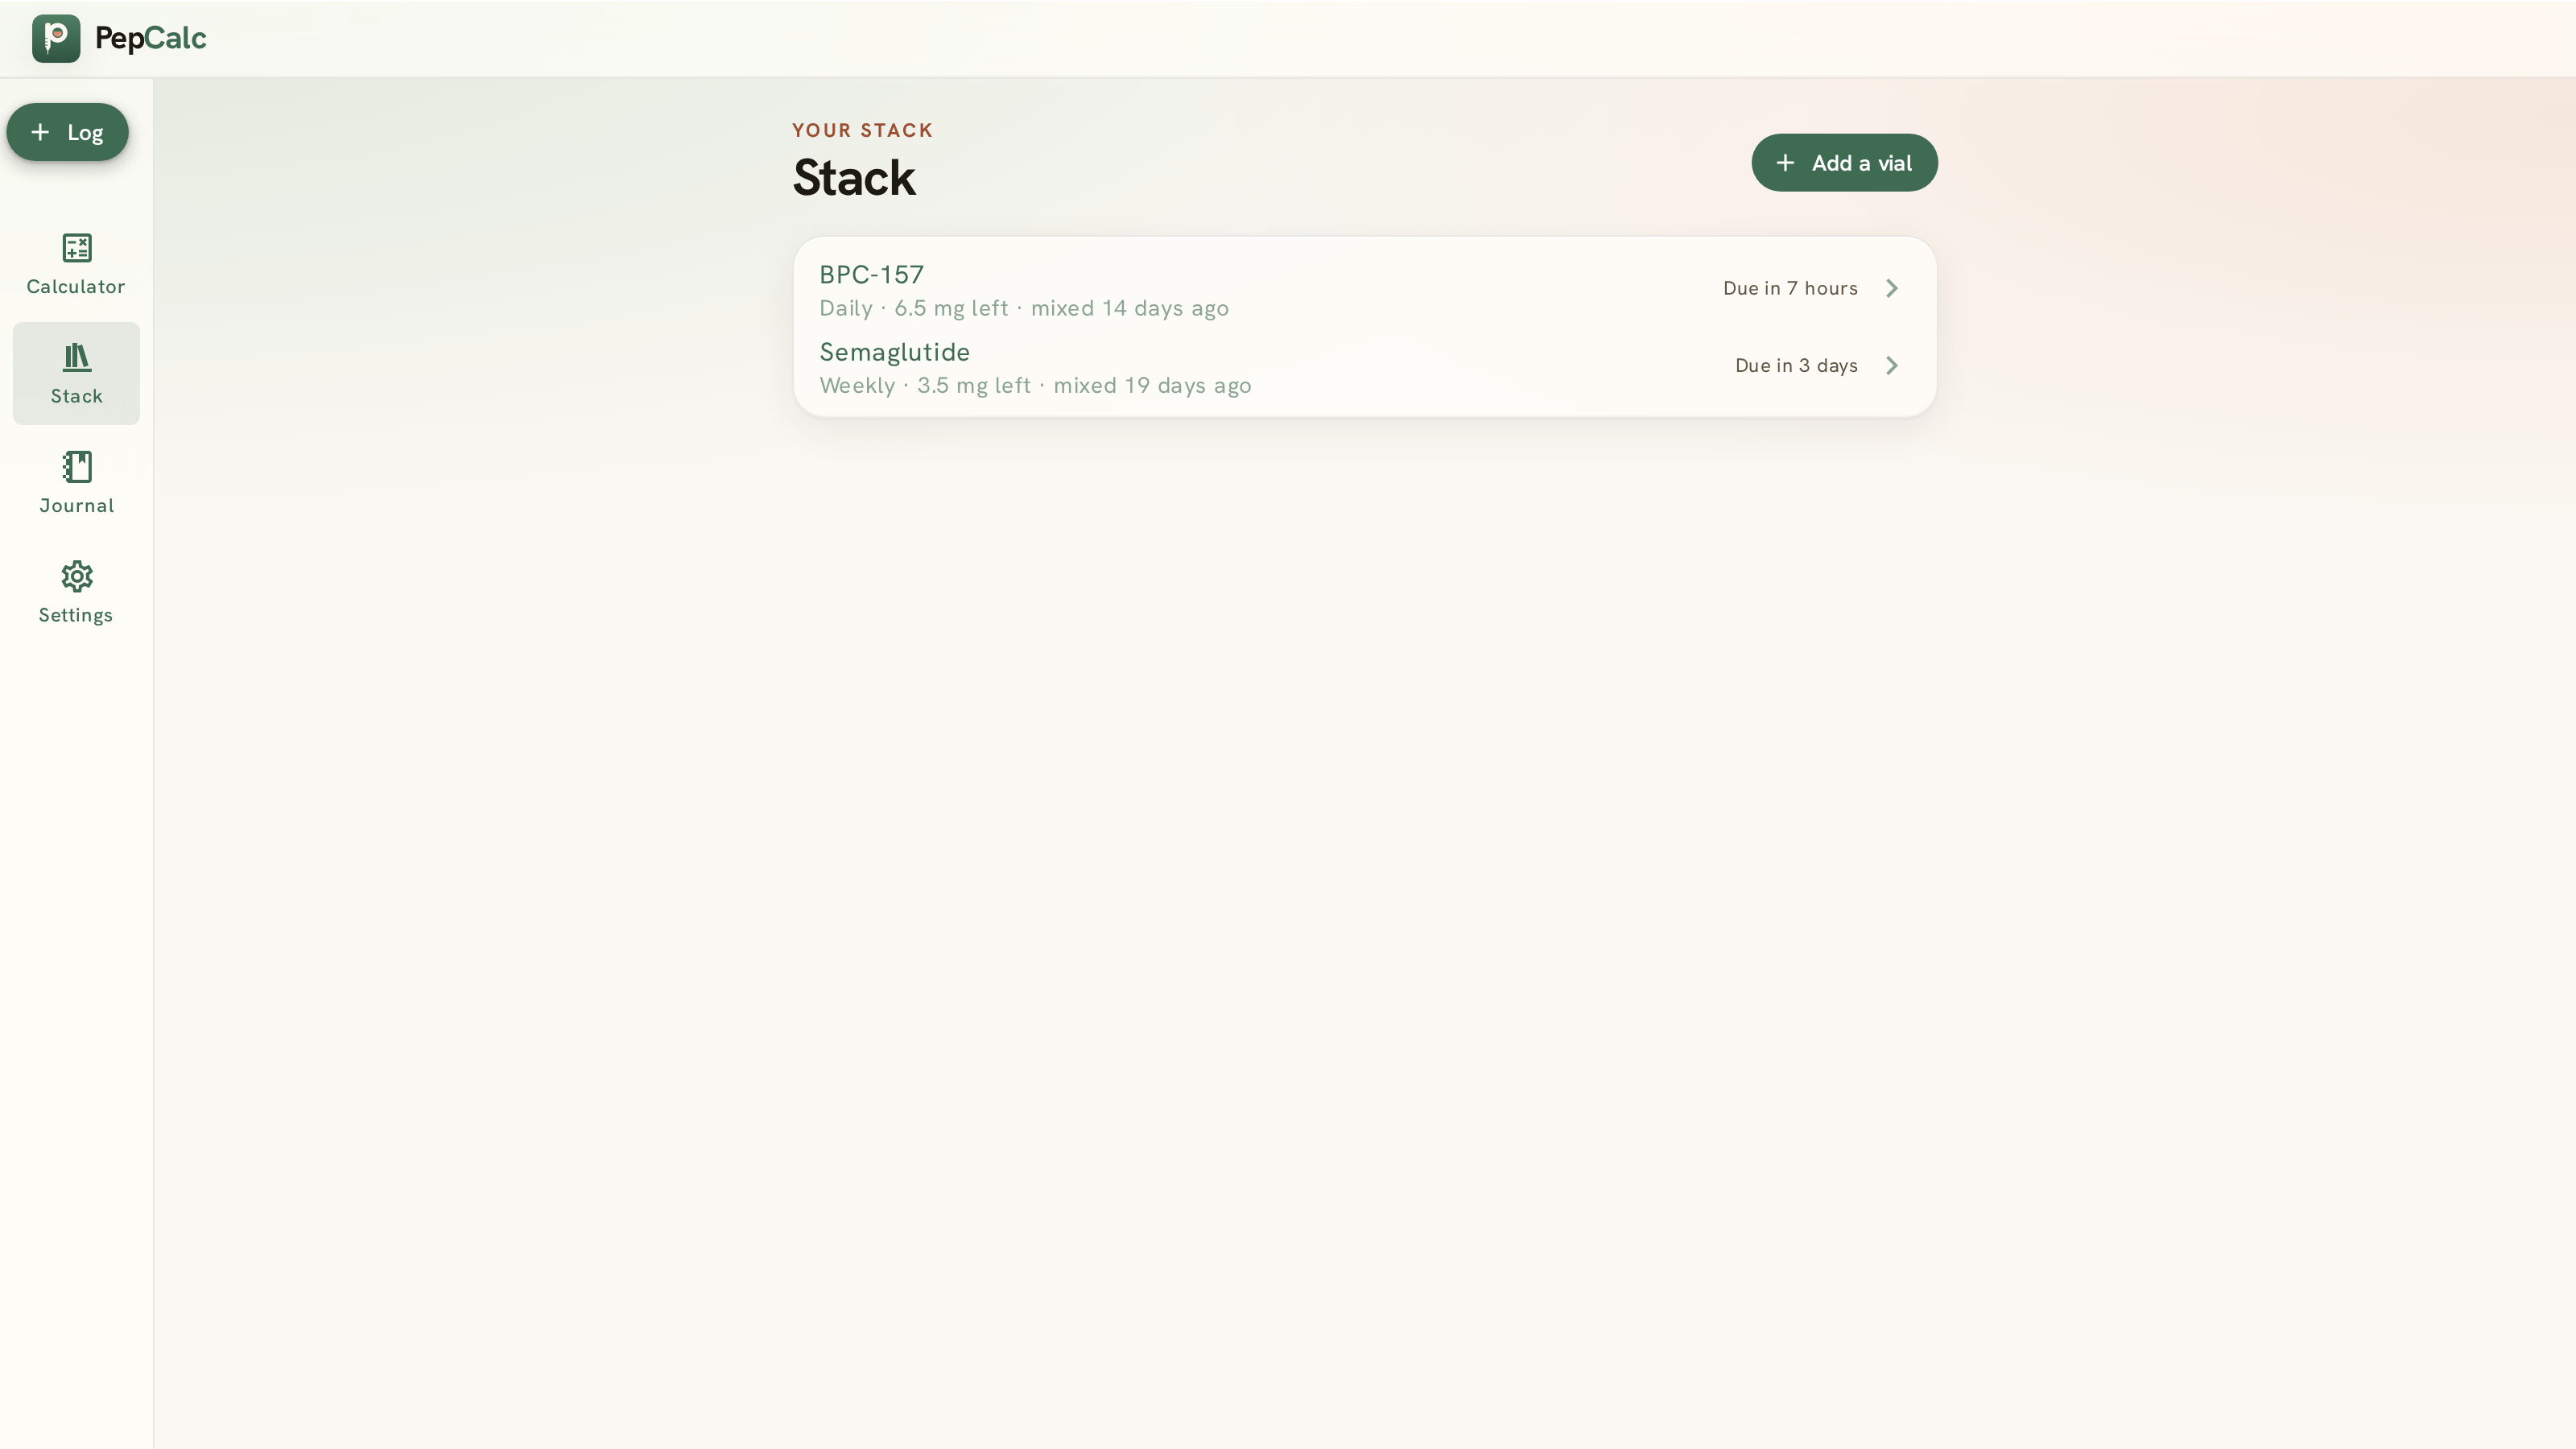 PepCalc
Log
Calculator
Stack
Journal
Settings
YOUR STACK
Stack
Add a vial
BPC-157
Daily · 6.5 mg left · mixed 14 days ago
Due in 7 hours
Semaglutide
Weekly · 3.5 mg left · mixed 19 days ago
Due in 3 days